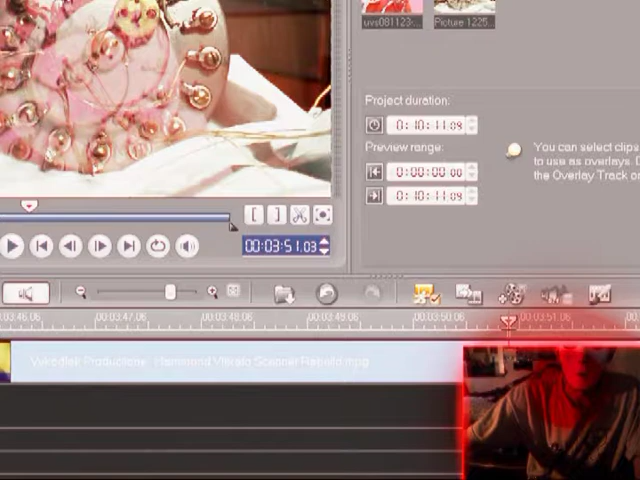 uvs081123-...
Picture 1225...
Project duration:
0:10:11.09
Preview range:
0:00:00.00
0:10:11.09
You can select clips
to use as overlays. D
the Overlay Track or
[ ]
00:03:51.03
00:03:46.06 00:03:47.06 00:03:48.06 00:03:49.06 00:03:50.06 00:03:51.06 00:
Productions: Hammond Vibrato Scanner Rebuild.mpg